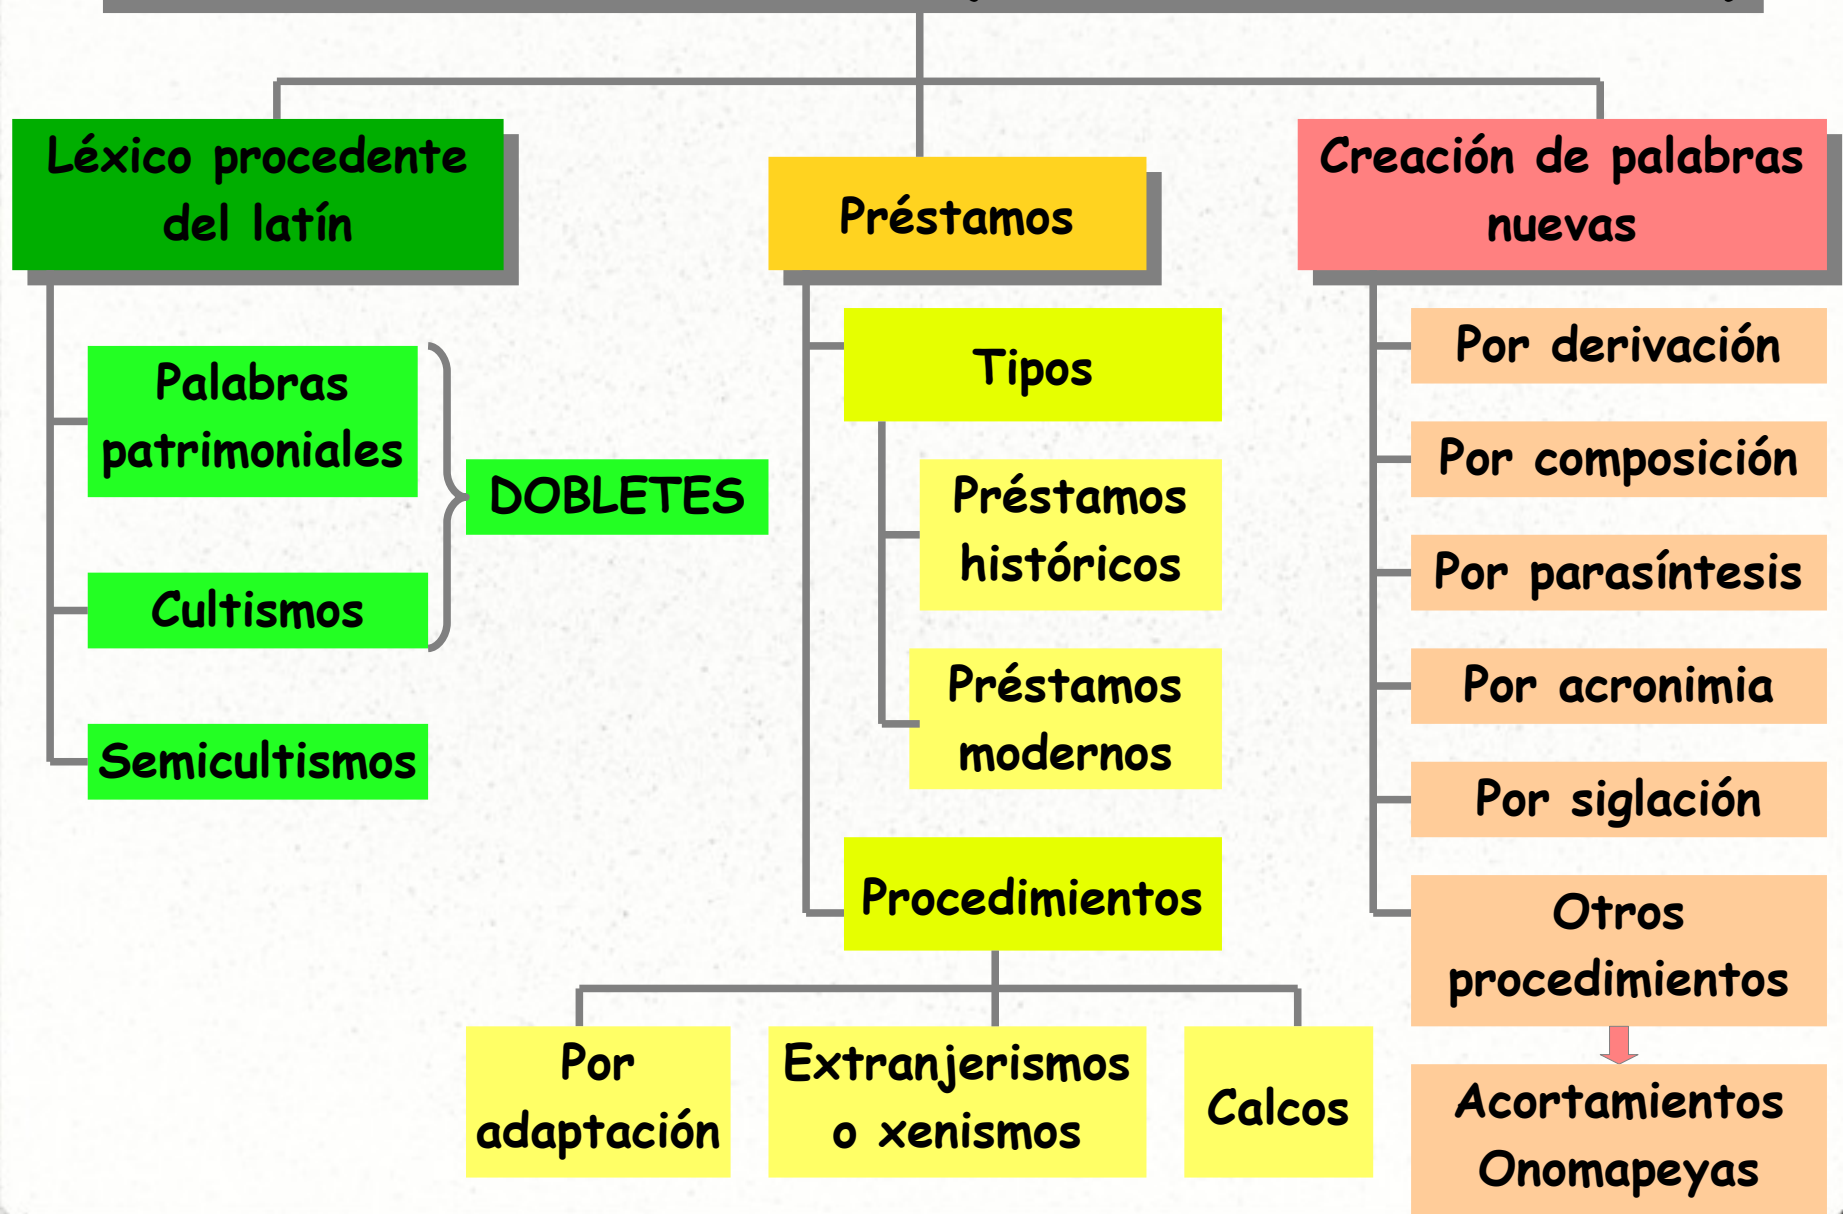 Léxico procedente
del latín
Palabras
patrimoniales
DOBLETES
Cultismos
Semicultismos
Préstamos
Tipos
Préstamos
históricos
Préstamos
modernos
Procedimientos
Por
adaptación
Extranjerismos
o xenismos
Calcos
Creación de palabras
nuevas
Por derivación
Por composición
Por parasíntesis
Por acronimia
Por siglación
Otros
procedimientos
Acortamientos
Onomapeyas